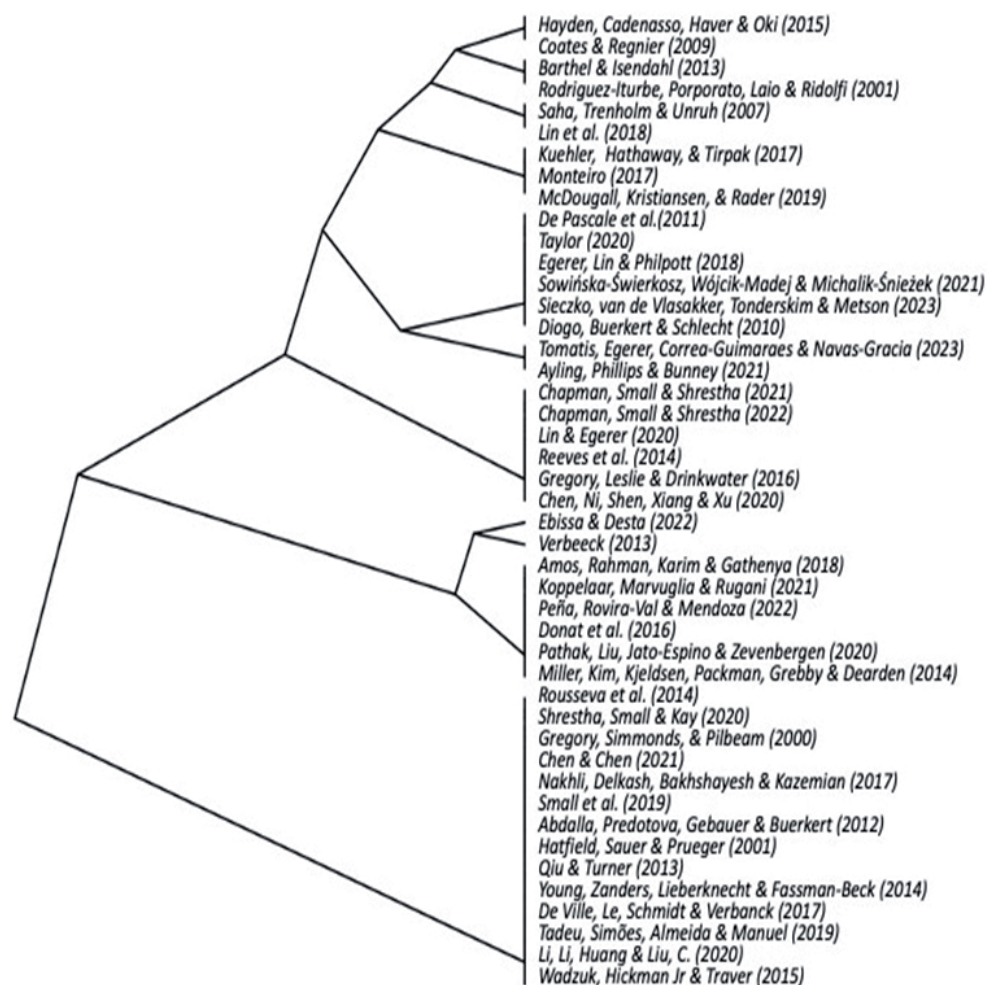 Hayden, Cadenasso, Haver & Oki (2015)
Coates & Regnier (2009)
Barthel & Isendahl (2013)
Rodriguez-Iturbe, Porporato, Laio & Ridolfi (2001)
Saha, Trenholm & Unruh (2007)
Lin et al. (2018)
Kuehler, Hathaway, & Tirpak (2017)
Monteiro (2017)
McDougall, Kristiansen, & Rader (2019)
De Pascale et al.(2011)
Taylor (2020)
Egerer, Lin & Philpott (2018)
Sowińska-Świerkosz, Wójcik-Madej & Michalik-Śnieżek (2021)
Sieczko, van de Vlasakker, Tonderskim & Metson (2023)
Diogo, Buerkert & Schlecht (2010)
Tomatis, Egerer, Correa-Guimaraes & Navas-Gracia (2023)
Ayling, Phillips & Bunney (2021)
Chapman, Small & Shrestha (2021)
Chapman, Small & Shrestha (2022)
Lin & Egerer (2020)
Reeves et al. (2014)
Gregory, Leslie & Drinkwater (2016)
Chen, Ni, Shen, Xiang & Xu (2020)
Ebissa & Desta (2022)
Verbeeck (2013)
Amos, Rahman, Karim & Gathenya (2018)
Koppelaar, Marvuglia & Rugani (2021)
Peña, Rovira-Val & Mendoza (2022)
Donat et al. (2016)
Pathak, Liu, Jato-Espino & Zevenbergen (2020)
Miller, Kim, Kjeldsen, Packman, Grebby & Dearden (2014)
Rousseva et al. (2014)
Shrestha, Small & Kay (2020)
Gregory, Simmonds, & Pilbeam (2000)
Chen & Chen (2021)
Nakhli, Delkash, Bakhshayesh & Kazemian (2017)
Small et al. (2019)
Abdalla, Predotova, Gebauer & Buerkert (2012)
Hatfield, Sauer & Prueger (2001)
Qiu & Turner (2013)
Young, Zanders, Lieberknecht & Fassman-Beck (2014)
De Ville, Le, Schmidt & Verbanck (2017)
Tadeu, Simões, Almeida & Manuel (2019)
Li, Li, Huang & Liu, C. (2020)
Wadzuk, Hickman Jr & Traver (2015)